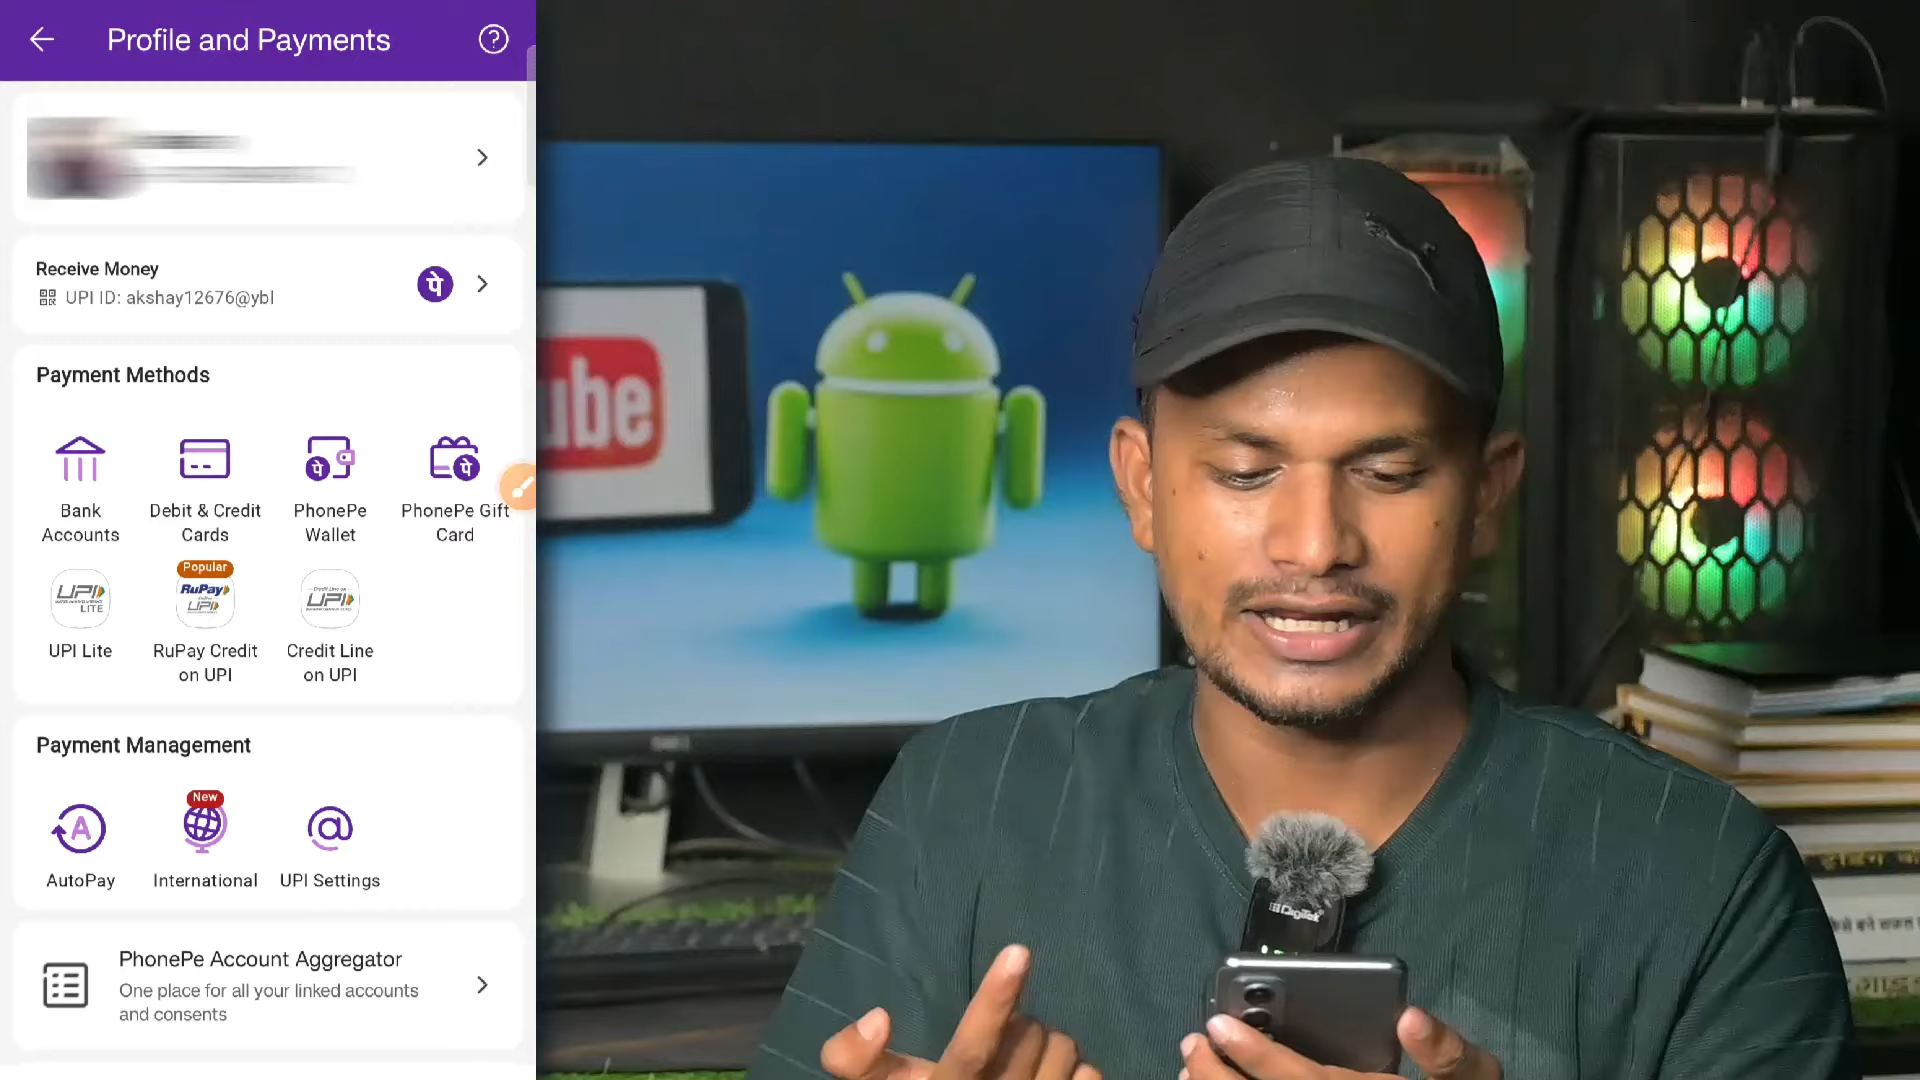 Profile and Payments
Receive Money
UPI ID: akshay12676@ybl
पे
Payment Methods
पे
पे
Bank
Accounts
Debit & Credit
Cards
PhonePe
Wallet
PhonePe Gift
Card
UPI
LITE
Popular
RuPay
UPI
Credit Line on
UPI
UPI Lite
RuPay Credit
on UPI
Credit Line
on UPI
Payment Management
A
New
AutoPay
International
UPI Settings
PhonePe Account Aggregator
One place for all your linked accounts
and consents
ube
DigiTek